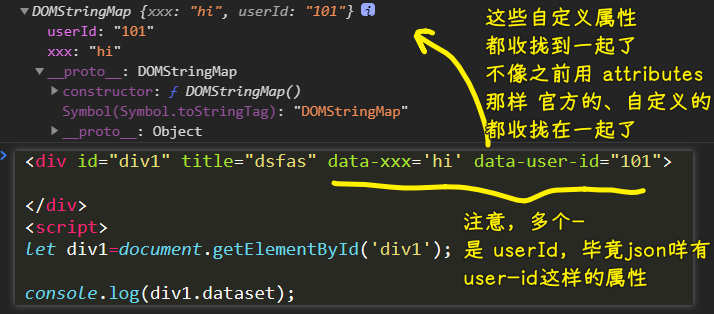 DOMStringMap {xxx: "hi", userId: "101"} i
userId: "101"
xxx: "hi"
__proto__: DOMStringMap
constructor: ƒ DOMStringMap()
Symbol(Symbol.toStringTag): "DOMStringMap"
__proto__: Object
这些自定义属性
都收找到一起了
不像之前用 attributes
那样 官方的、自定义的
都收找在一起了
<div id="div1" title="dsfas" data-xxx='hi' data-user-id="101">
</div>
<script>
let div1=document.getElementById('div1');
console.log(div1.dataset);
注意，多个-
是 userId，毕竟json咩有
user-id这样的属性